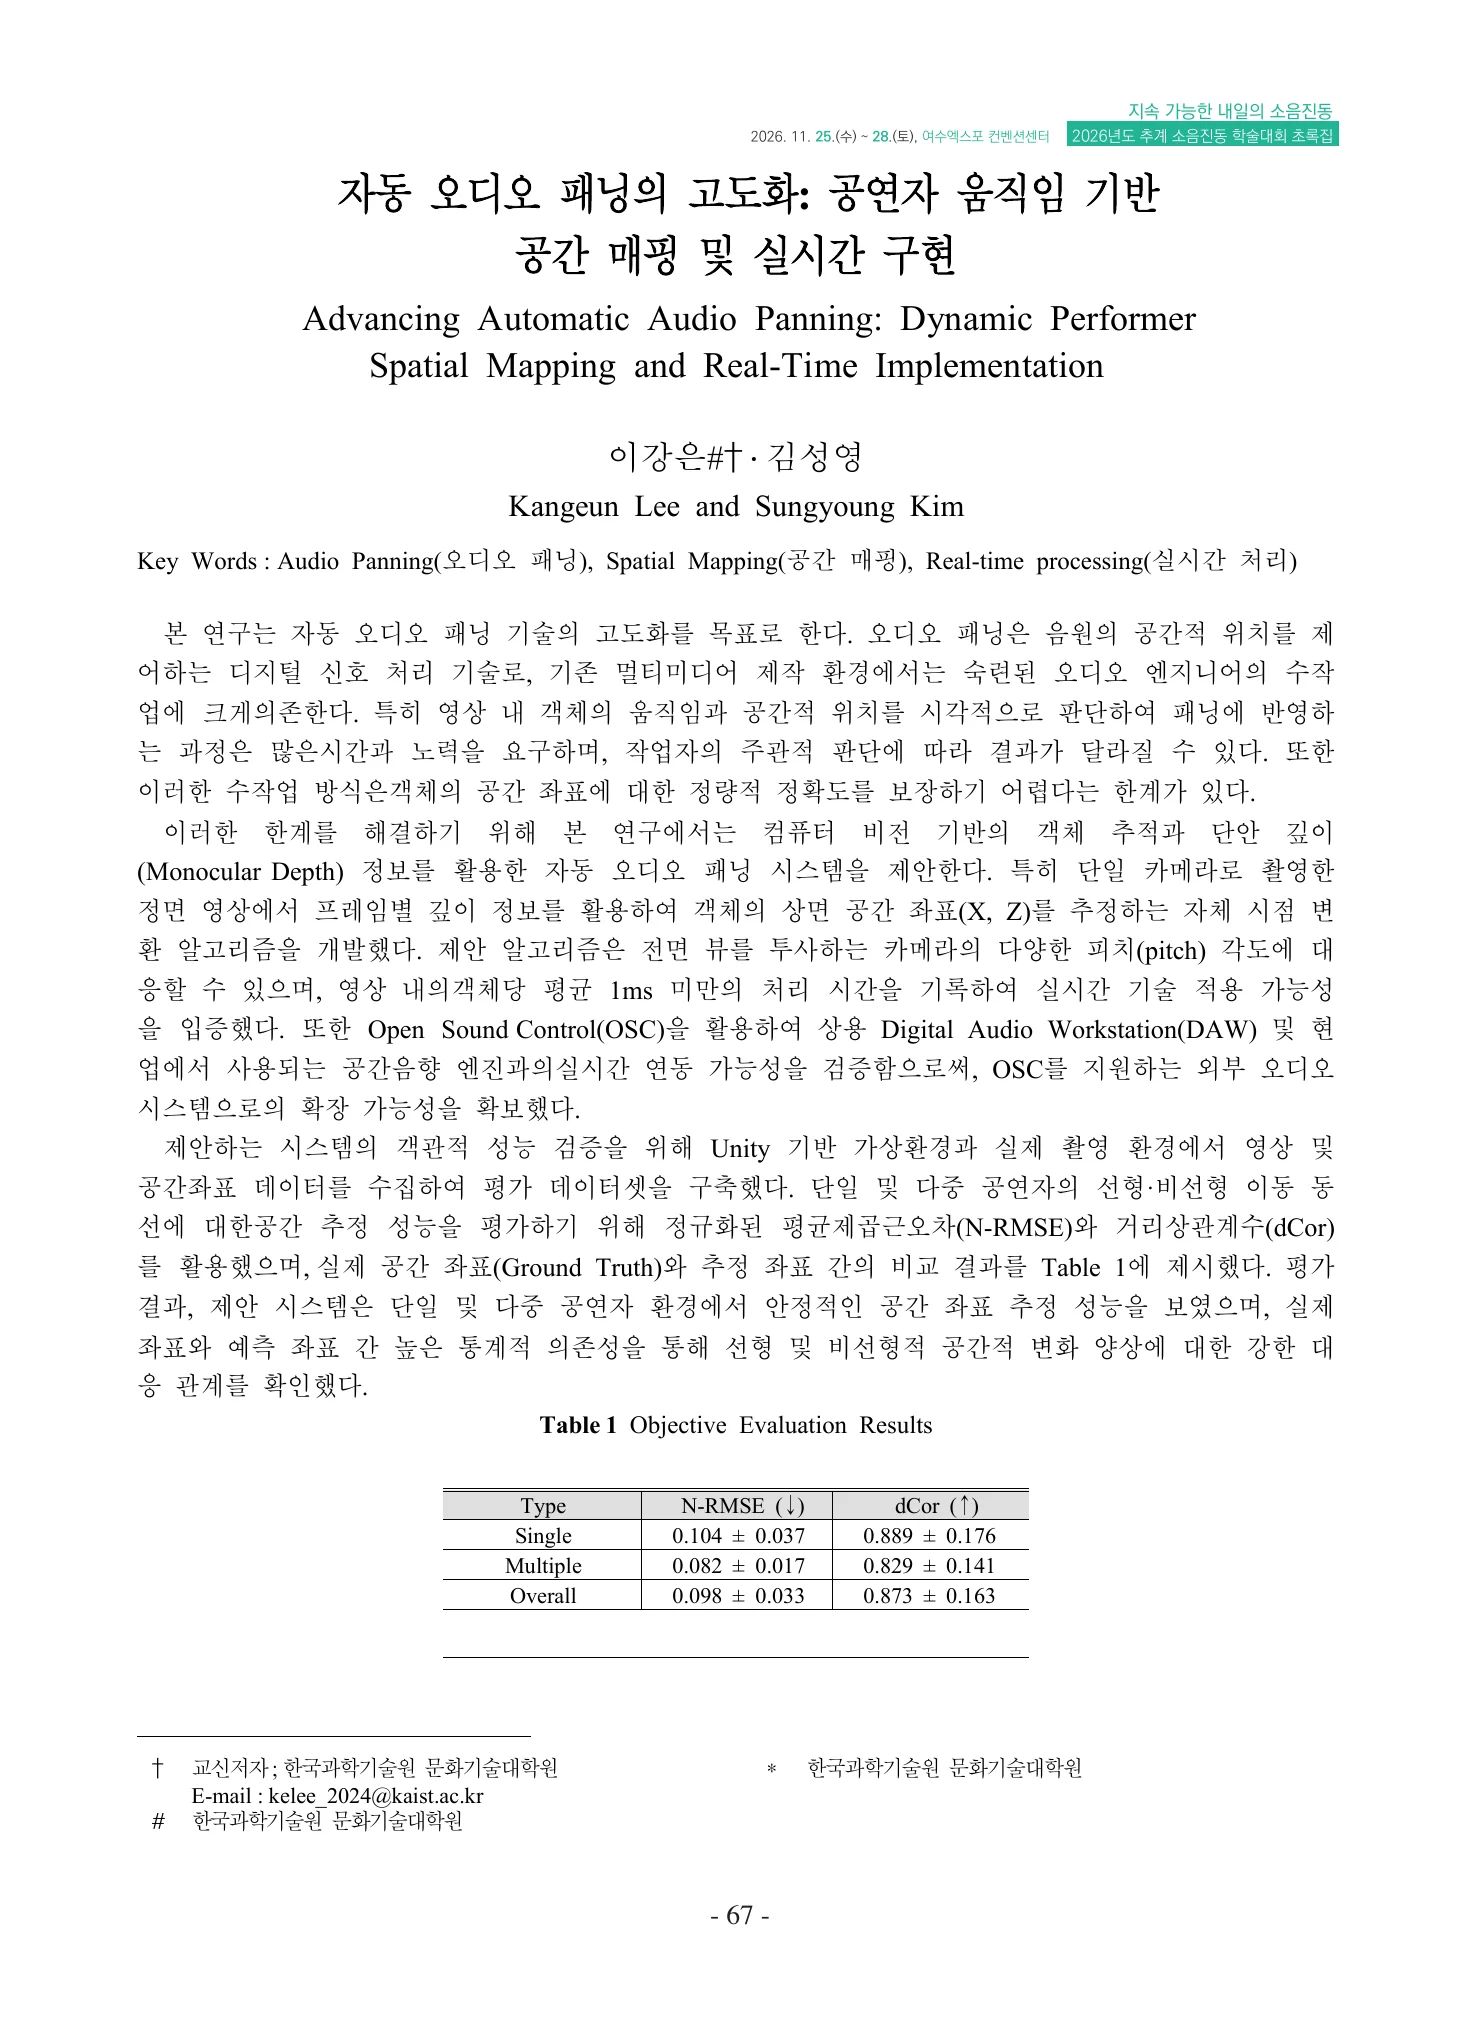 지속 가능한 내일의 소음진동
2026. 11. 25.(수) ~ 28.(토), 여수엑스포 컨벤션센터 2026년도 추계 소음진동 학술대회 초록집
자동 오디오 패닝의 고도화: 공연자 움직임 기반
공간 매핑 및 실시간 구현
Advancing Automatic Audio Panning: Dynamic Performer
Spatial Mapping and Real-Time Implementation
이강은#† · 김성영
Kangeun Lee and Sungyoung Kim
Key Words : Audio Panning(오디오 패닝), Spatial Mapping(공간 매핑), Real-time processing(실시간 처리)
본 연구는 자동 오디오 패닝 기술의 고도화를 목표로 한다. 오디오 패닝은 음원의 공간적 위치를 제
어하는 디지털 신호 처리 기술로, 기존 멀티미디어 제작 환경에서는 숙련된 오디오 엔지니어의 수작
업에 크게의존한다. 특히 영상 내 객체의 움직임과 공간적 위치를 시각적으로 판단하여 패닝에 반영하
는 과정은 많은시간과 노력을 요구하며, 작업자의 주관적 판단에 따라 결과가 달라질 수 있다. 또한
이러한 수작업 방식은객체의 공간 좌표에 대한 정량적 정확도를 보장하기 어렵다는 한계가 있다.
이러한 한계를 해결하기 위해 본 연구에서는 컴퓨터 비전 기반의 객체 추적과 단안 깊이
(Monocular Depth) 정보를 활용한 자동 오디오 패닝 시스템을 제안한다. 특히 단일 카메라로 촬영한
정면 영상에서 프레임별 깊이 정보를 활용하여 객체의 상면 공간 좌표(X, Z)를 추정하는 자체 시점 변
환 알고리즘을 개발했다. 제안 알고리즘은 전면 뷰를 투사하는 카메라의 다양한 피치(pitch) 각도에 대
응할 수 있으며, 영상 내의객체당 평균 1ms 미만의 처리 시간을 기록하여 실시간 기술 적용 가능성
을 입증했다. 또한 Open Sound Control(OSC)을 활용하여 상용 Digital Audio Workstation(DAW) 및 현
업에서 사용되는 공간음향 엔진과의실시간 연동 가능성을 검증함으로써, OSC를 지원하는 외부 오디오
시스템으로의 확장 가능성을 확보했다.
제안하는 시스템의 객관적 성능 검증을 위해 Unity 기반 가상환경과 실제 촬영 환경에서 영상 및
공간좌표 데이터를 수집하여 평가 데이터셋을 구축했다. 단일 및 다중 공연자의 선형·비선형 이동 동
선에 대한공간 추정 성능을 평가하기 위해 정규화된 평균제곱근오차(N-RMSE)와 거리상관계수(dCor)
를 활용했으며, 실제 공간 좌표(Ground Truth)와 추정 좌표 간의 비교 결과를 Table 1에 제시했다. 평가
결과, 제안 시스템은 단일 및 다중 공연자 환경에서 안정적인 공간 좌표 추정 성능을 보였으며, 실제
좌표와 예측 좌표 간 높은 통계적 의존성을 통해 선형 및 비선형적 공간적 변화 양상에 대한 강한 대
응 관계를 확인했다.
Table 1 Objective Evaluation Results
Type N-RMSE (↓) dCor (↑)
Single 0.104 ± 0.037 0.889 ± 0.176
Multiple 0.082 ± 0.017 0.829 ± 0.141
Overall 0.098 ± 0.033 0.873 ± 0.163
† 교신저자 ; 한국과학기술원 문화기술대학원
E-mail : kelee_2024@kaist.ac.kr
# 한국과학기술원 문화기술대학원
* 한국과학기술원 문화기술대학원
- 67 -